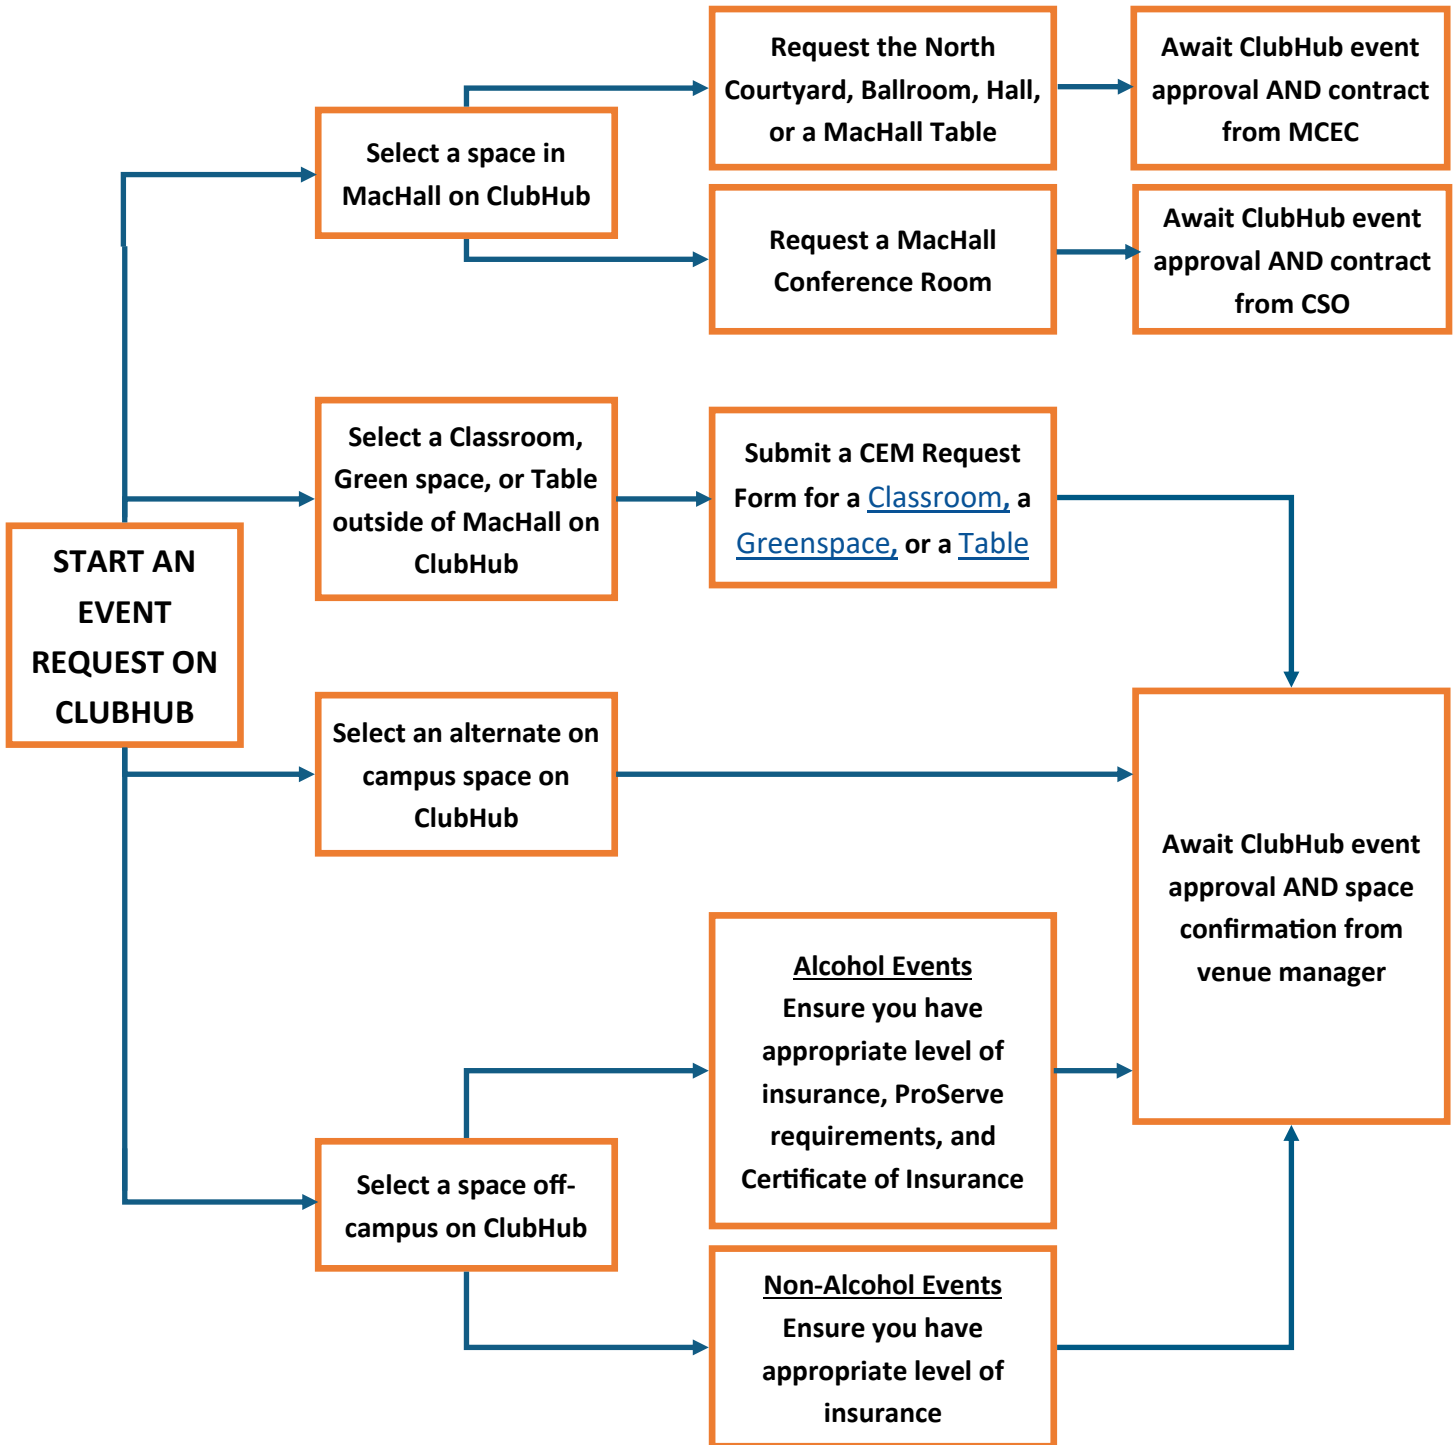 START AN
EVENT
REQUEST ON
CLUBHUB
Select a space in
MacHall on ClubHub
Request the North
Courtyard, Ballroom, Hall,
or a MacHall Table
Await ClubHub event
approval AND contract
from MCEC
Request a MacHall
Conference Room
Await ClubHub event
approval AND contract
from CSO
Select a Classroom,
Green space, or Table
outside of MacHall on
ClubHub
Submit a CEM Request
Form for a Classroom, a
Greenspace, or a Table
Select an alternate on
campus space on
ClubHub
Select a space off-
campus on ClubHub
Alcohol Events
Ensure you have
appropriate level of
insurance, ProServe
requirements, and
Certificate of Insurance
Non-Alcohol Events
Ensure you have
appropriate level of
insurance
Await ClubHub event
approval AND space
confirmation from
venue manager